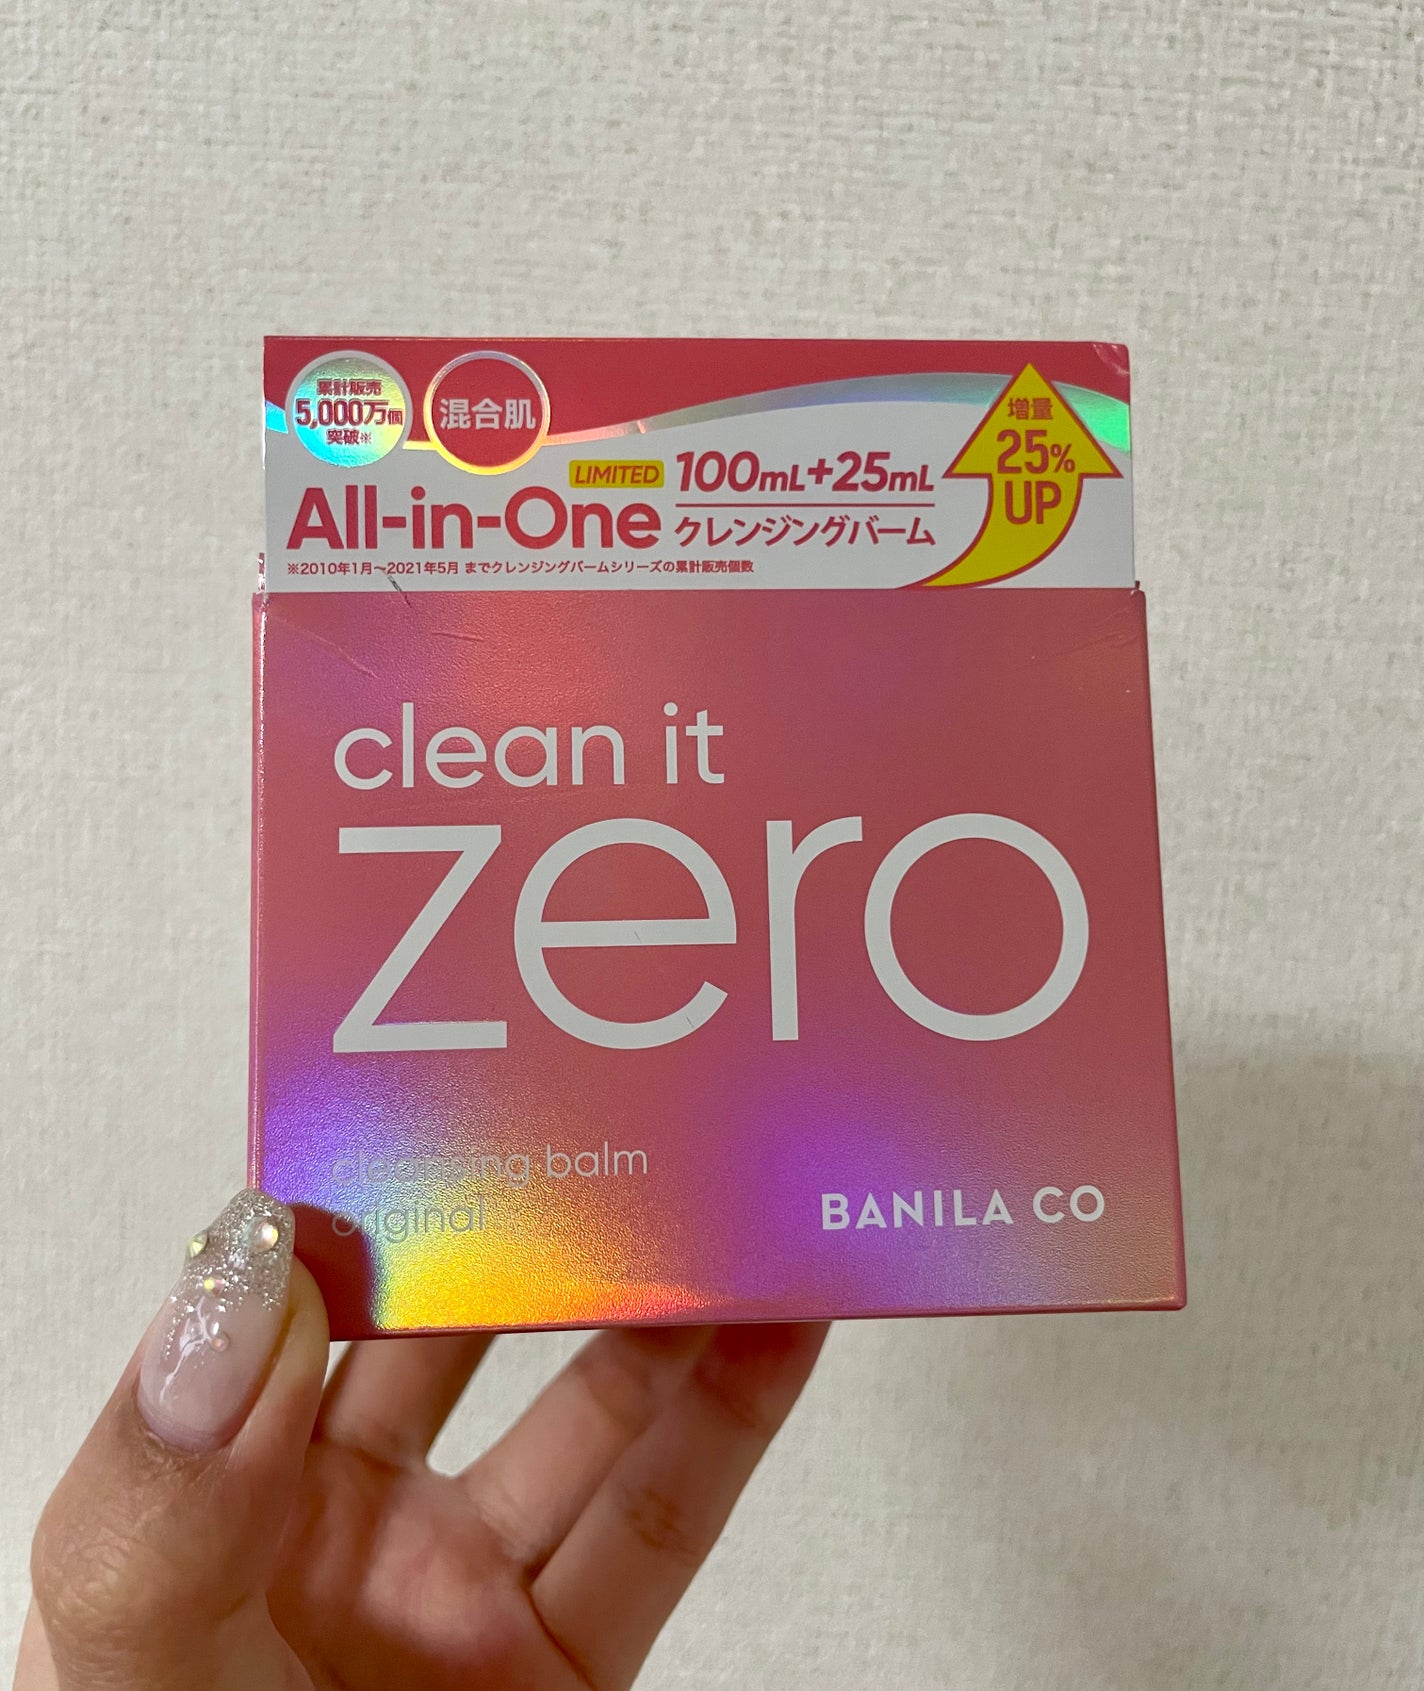 累計販売
5,000万個
突破※
混合肌
LIMITED
100mL+25mL
All-in-One
クレンジングバーム
増量
25%
UP
※2010年1月〜2021年5月 までクレンジングバームシリーズの累計販売個数
clean it
zero
cleansing balm
original
BANILA CO